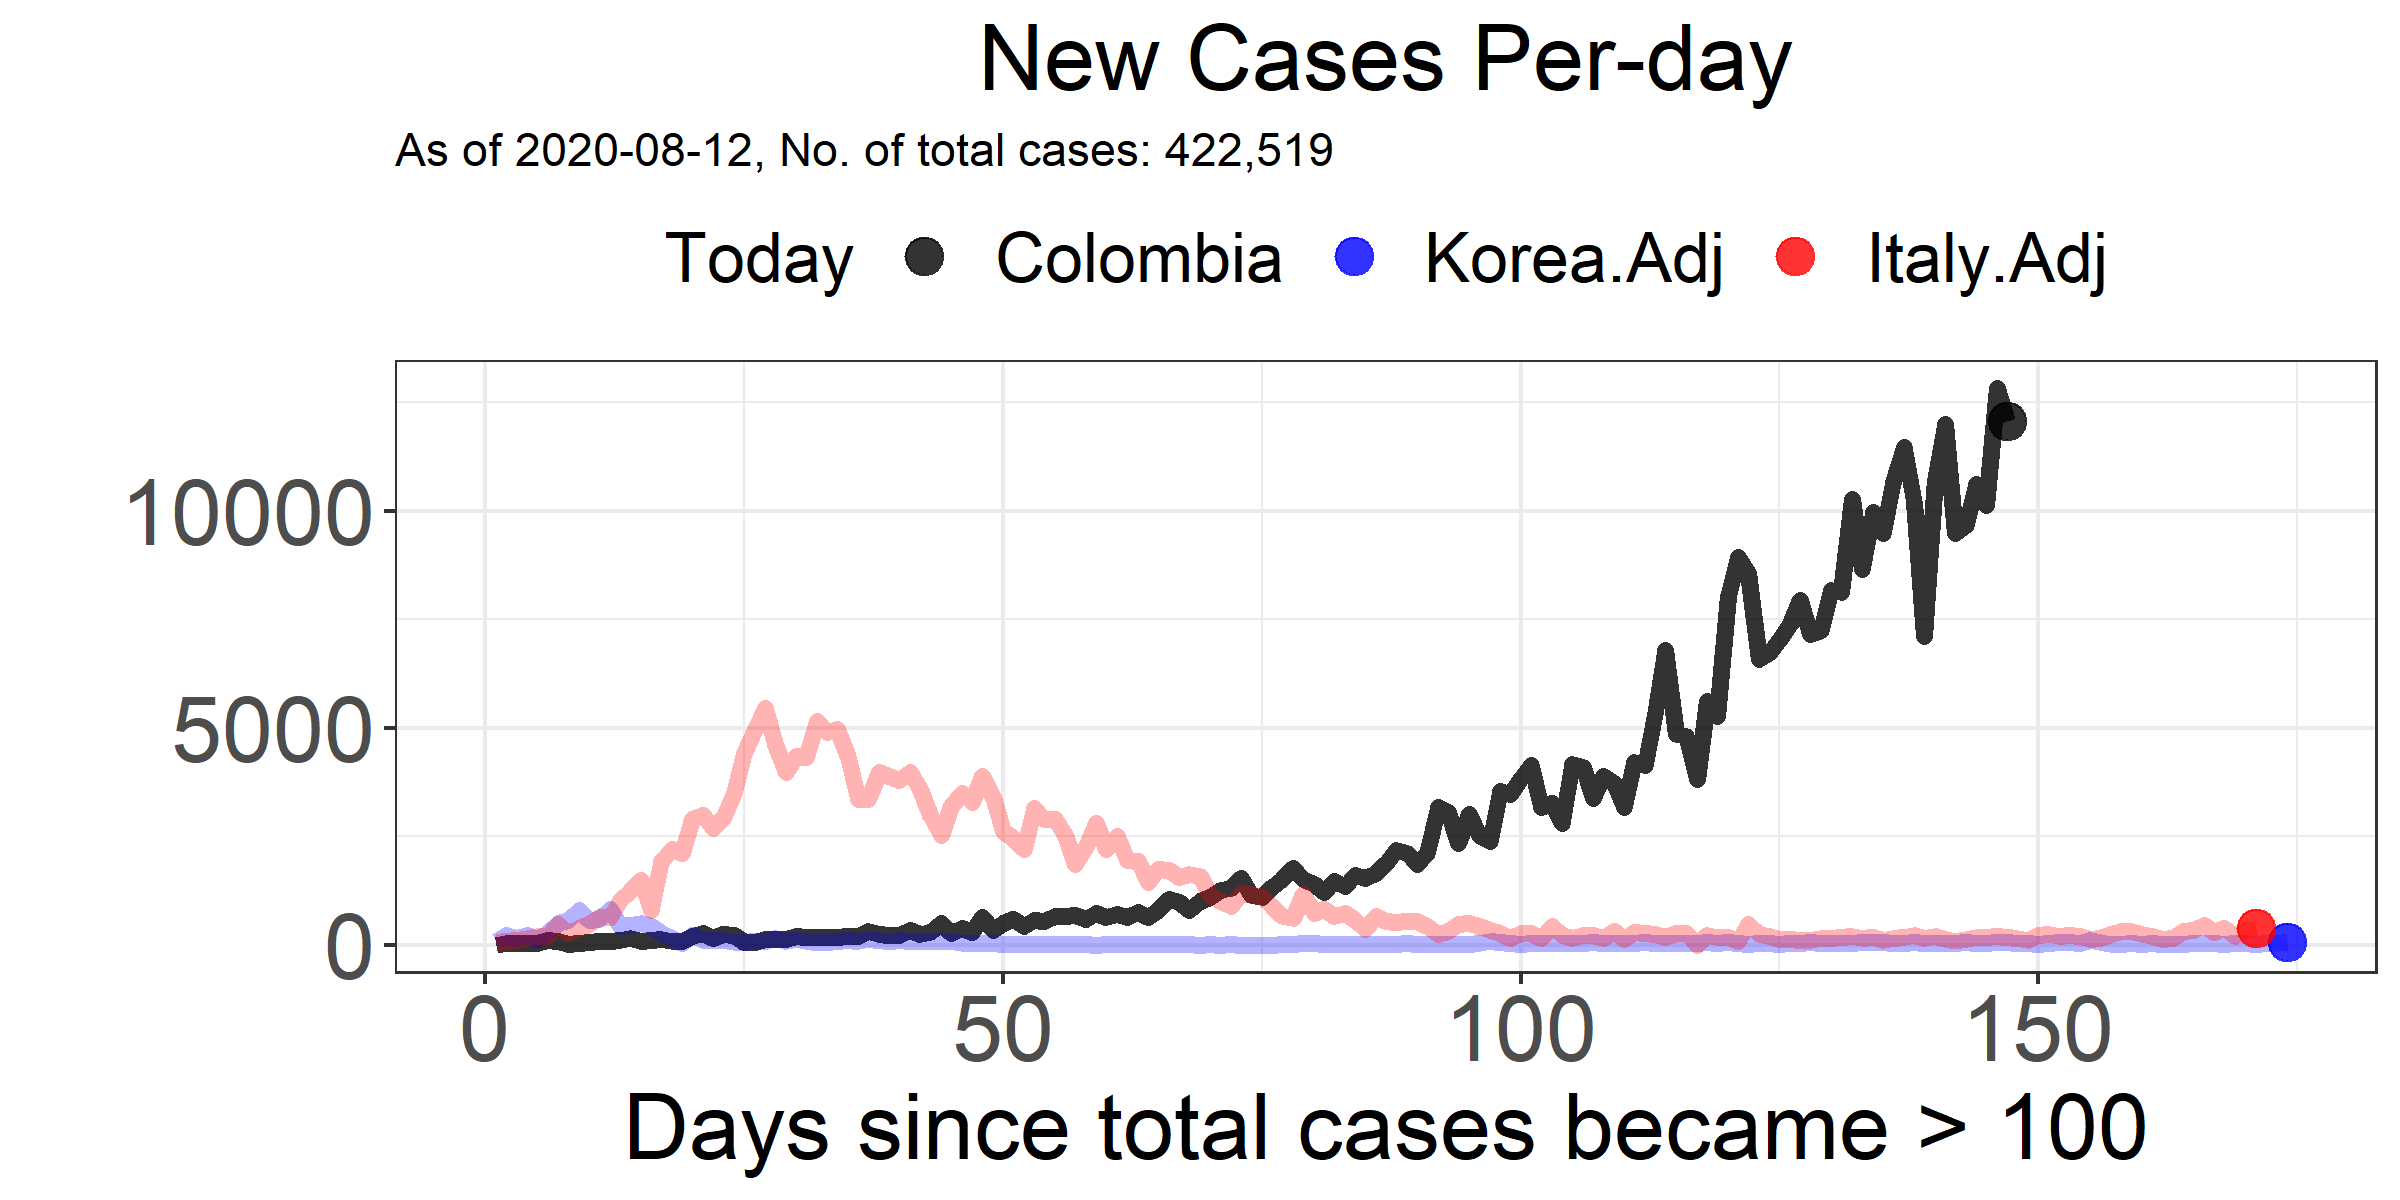 New Cases Per-day
As of 2020-08-12, No. of total cases: 422,519
Today Colombia Korea.Adj Italy.Adj
10000
5000
0
0 50 100 150
Days since total cases became > 100